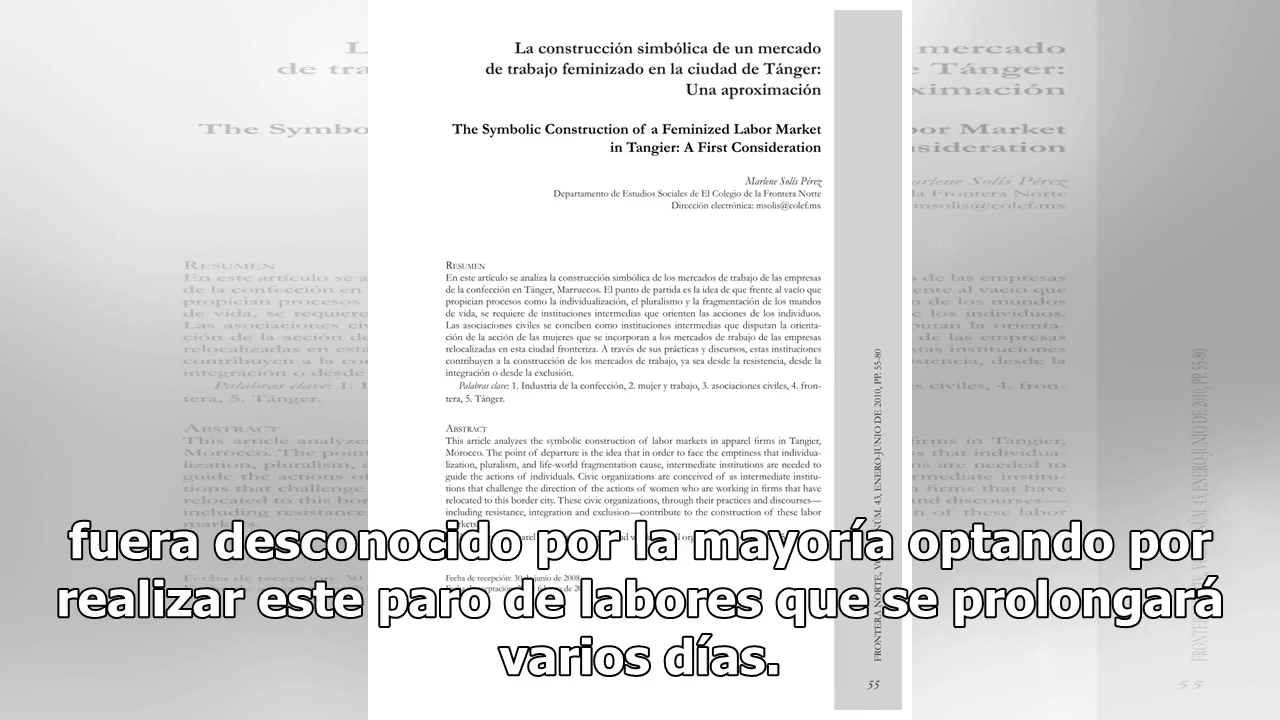 La construcción simbólica de un mercado
de trabajo feminizado en la ciudad de Tánger:
Una aproximación
The Symbolic Construction of a Feminized Labor Market
in Tangier: A First Consideration
Marlene Solís Pérez
Departamento de Estudios Sociales de El Colegio de la Frontera Norte
Dirección electrónica: msolis@colef.mx
Resumen
En este artículo se analiza la construcción simbólica de los mercados de trabajo de las empresas
de la confección en Tánger, Marruecos. El punto de partida es la idea de que frente al vacío que
propician procesos como la individualización, el pluralismo y la fragmentación de los mundos
de vida, se requiere de instituciones intermedias que orienten las acciones de los individuos.
Las asociaciones civiles se conciben como instituciones intermedias que disputan la orienta-
ción de la acción de las mujeres que se incorporan a los mercados de trabajo de las empresas
relocalizadas en esta ciudad fronteriza. A través de sus prácticas y discursos, estas instituciones
contribuyen a la construcción de los mercados de trabajo, ya sea desde la resistencia, desde la
integración o desde la exclusión.
Palabras clave: 1. Industria de la confección, 2. mujer y trabajo, 3. asociaciones civiles, 4. fron-
tera, 5. Tánger.
Abstract
This article analyzes the symbolic construction of labor markets in apparel firms in Tangier,
Morocco. The point of departure is the idea that in order to face the emptiness that individua-
lization, pluralism, and life-world fragmentation cause, intermediate institutions are needed to
guide the actions of individuals. Civic organizations are conceived of as intermediate institu-
tions that challenge the direction of the actions of women who are working in firms that have
relocated to this border city. These civic organizations, through their practices and discourses—
including resistance, integration and exclusion—contribute to the construction of these labor
markets.
Fecha de recepción: 30 de junio de 2008
FRONTERA NORTE, NÚM. 43, ENERO-JUNIO DE 2010, PP. 55-80
55
fuera desconocido por la mayoría optando por
realizar este paro de labores que se prolongará
varios días.